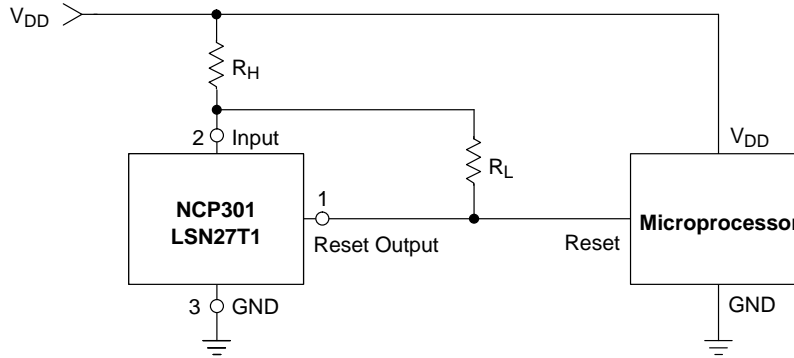 VDD
RH
2 Input
VDD
RL
NCP301
LSN27T1
1
Reset Output
Reset
Microprocessor
3 GND
GND